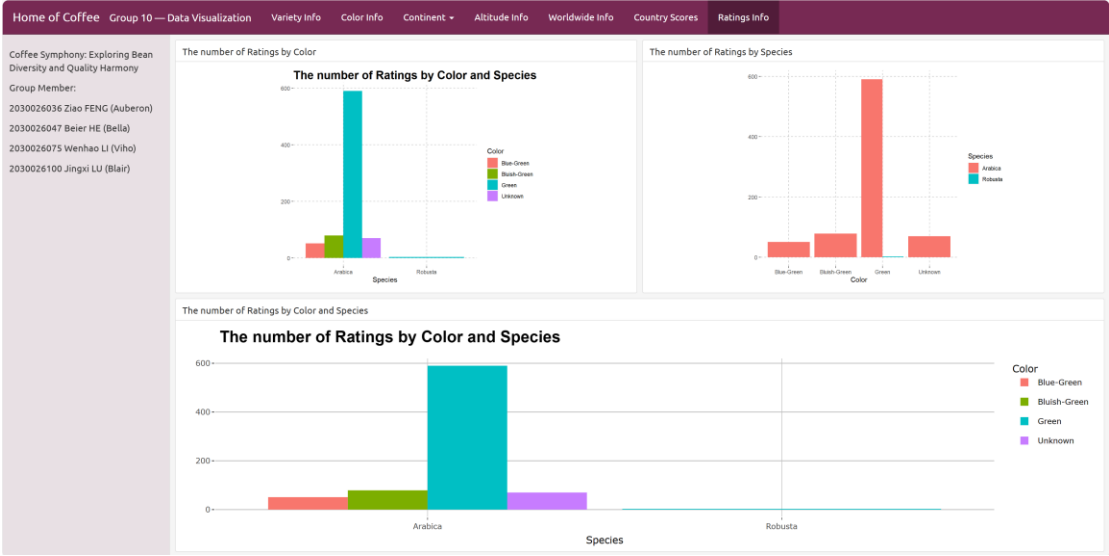 Home of Coffee Group 10 — Data Visualization Variety Info Color Info Continent Altitude Info Worldwide Info Country Scores Ratings Info
Coffee Symphony: Exploring Bean
Diversity and Quality Harmony
Group Member:
2030026036 Ziao FENG (Auberon)
2030026047 Beier HE (Bella)
2030026075 Wenhao LI (Viho)
2030026100 Jingxi LU (Blair)
The number of Ratings by Color
The number of Ratings by Color and Species
600
400
200
0
Arabica Robusta
Species
Color
Blue-Green
Bluish-Green
Green
Unknown
The number of Ratings by Species
600
400
200
0
Blue-Green Bluish-Green Green Unknown
Color
Species
Arabica
Robusta
The number of Ratings by Color and Species
The number of Ratings by Color and Species
600
400
200
0
Arabica Robusta
Species
Color
Blue-Green
Bluish-Green
Green
Unknown